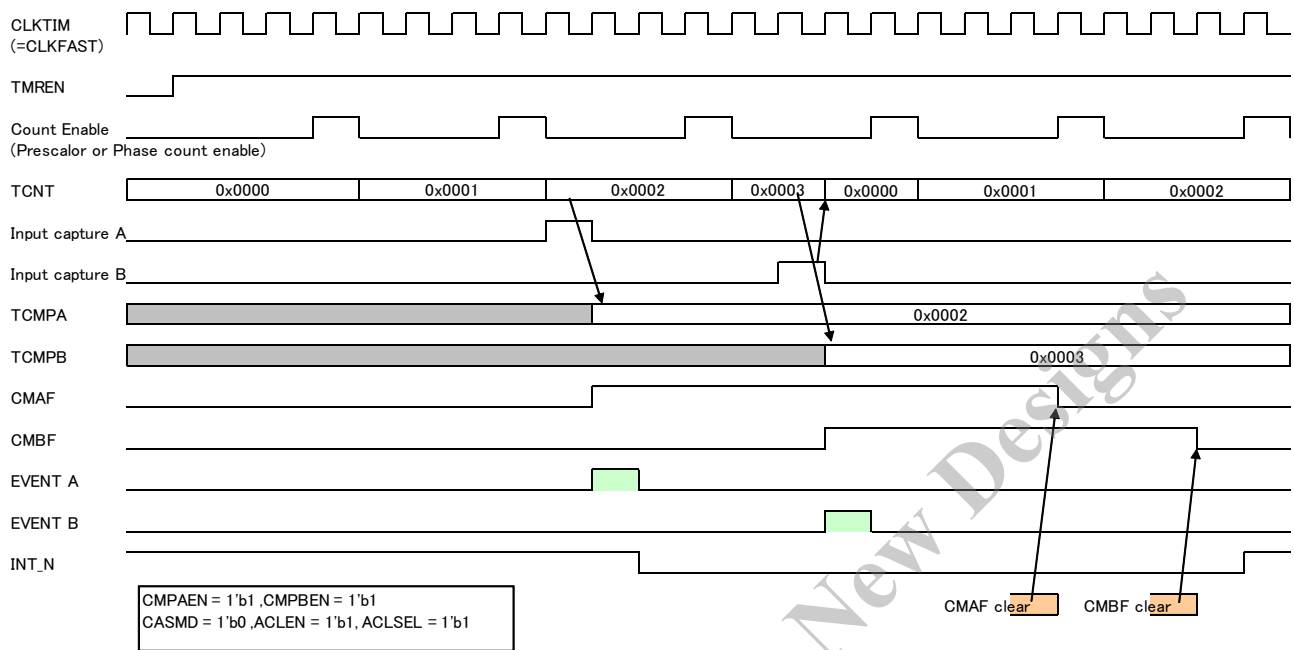 CLKTIM
(=CLKFAST)
TMREN
Count Enable
(Prescalor or Phase count enable)
TCNT 0x0000 0x0001 0x0002 0x0003 0x0000 0x0001 0x0002
Input capture A
Input capture B
TCMPA 0x0002
TCMPB 0x0003
CMAF
CMBF
EVENT A
EVENT B
INT_N
CMAF clear CMBF clear
CMPAEN = 1'b1 ,CMPBEN = 1'b1
CASMD = 1'b0 ,ACLEN = 1'b1, ACLSEL = 1'b1
New Designs